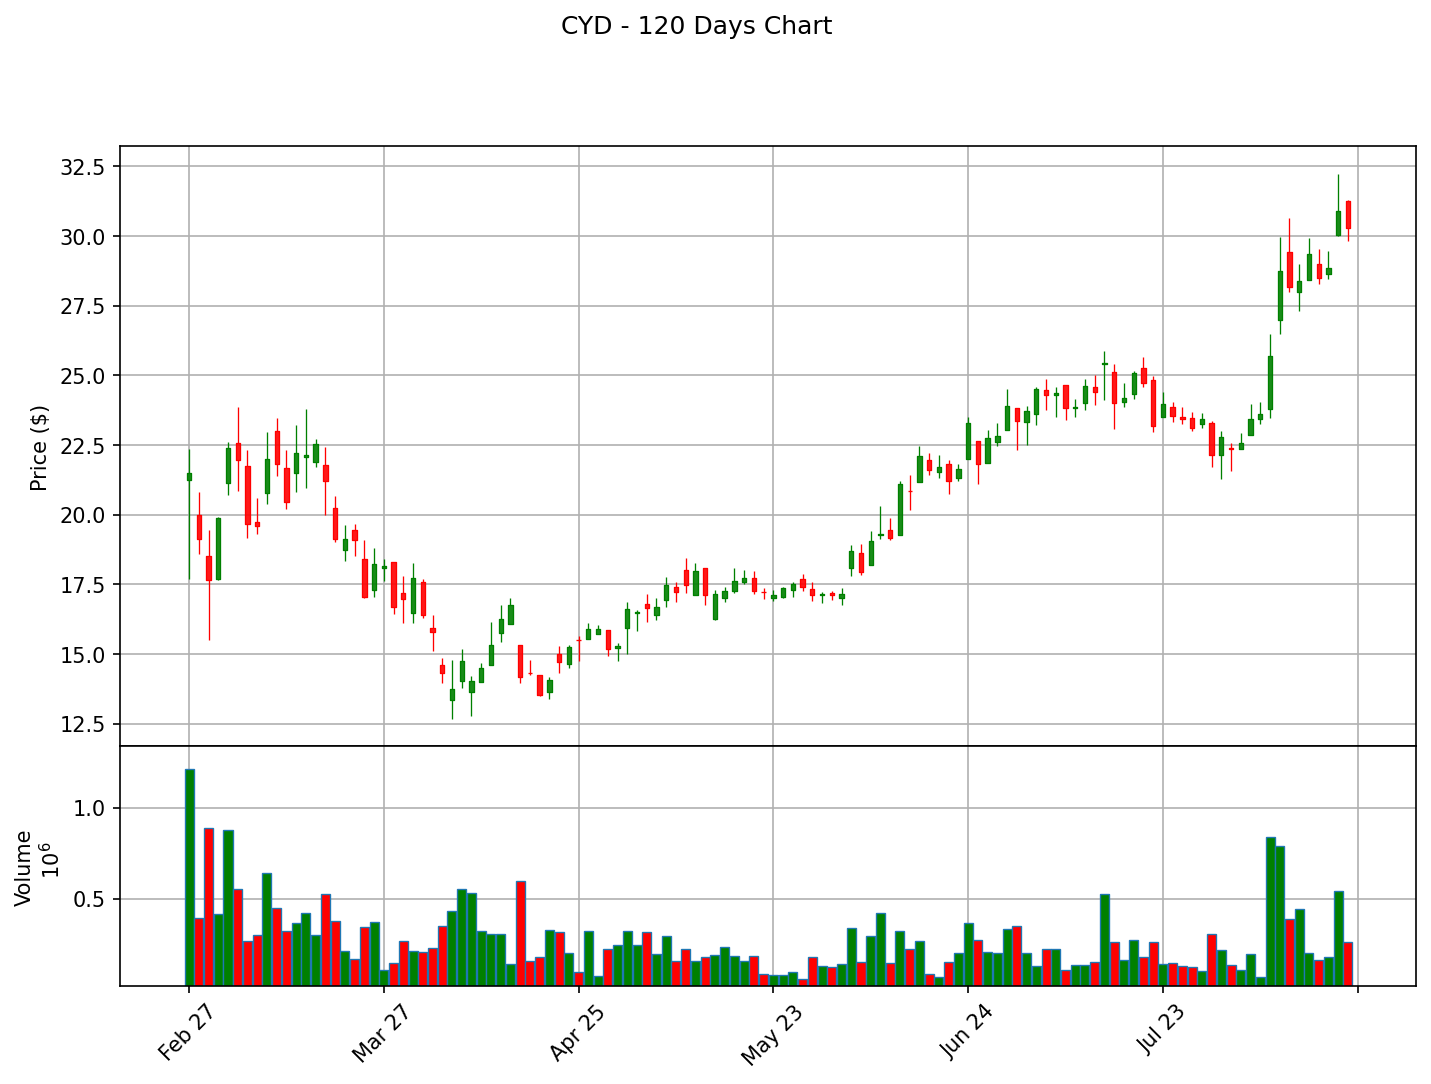 CYD - 120 Days Chart
Price ($)
32.5
30.0
27.5
25.0
22.5
20.0
17.5
15.0
12.5
Volume
10⁶
1.0
0.5
Feb 27
Mar 27
Apr 25
May 23
Jun 24
Jul 23